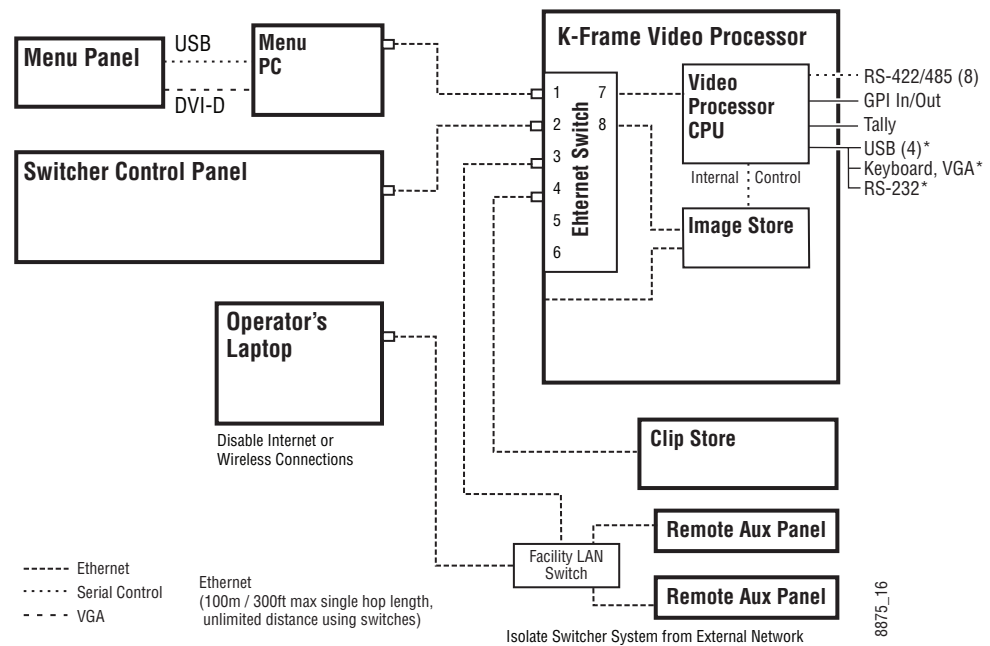 Menu Panel
USB
DVI-D
Menu
PC
Switcher Control Panel
K-Frame Video Processor
1
2
3
4
5
6
7
8
Ehternet Switch
Video
Processor
CPU
Internal
Control
Image Store
RS-422/485 (8)
GPI In/Out
Tally
USB (4)*
Keyboard, VGA*
RS-232*
Operator's
Laptop
Disable Internet or
Wireless Connections
Clip Store
Remote Aux Panel
Facility LAN
Switch
Remote Aux Panel
Isolate Switcher System from External Network
Ethernet
Serial Control
VGA
Ethernet
(100m / 300ft max single hop length,
unlimited distance using switches)
8875_16